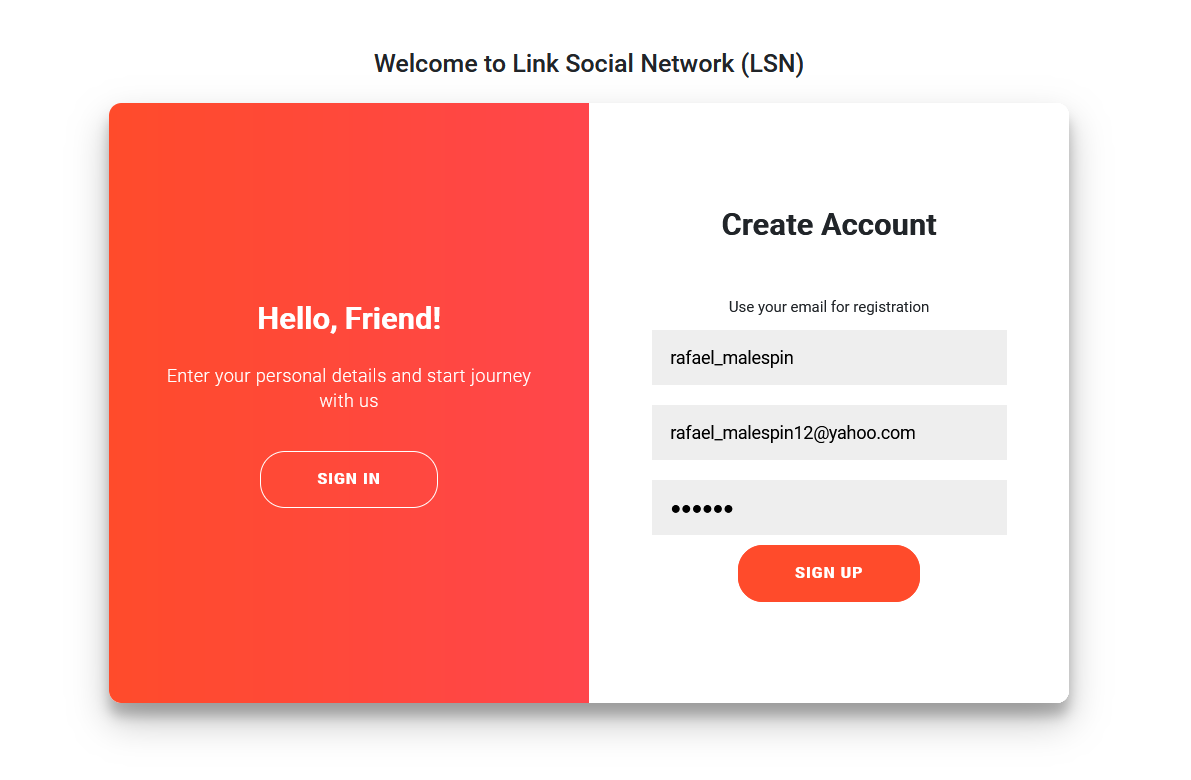 Welcome to Link Social Network (LSN)
Hello, Friend!
Enter your personal details and start journey
with us
SIGN IN
Create Account
Use your email for registration
rafael_malespin
rafael_malespin12@yahoo.com
••••••
SIGN UP